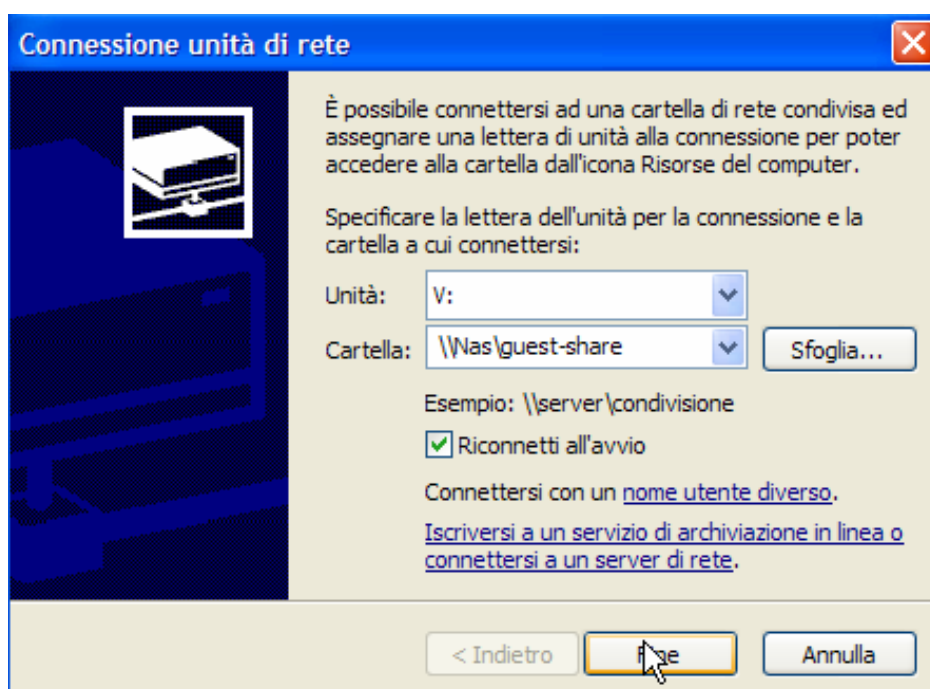 Connessione unità di rete
È possibile connettersi ad una cartella di rete condivisa ed
assegnare una lettera di unità alla connessione per poter
accedere alla cartella dall'icona Risorse del computer.
Specificare la lettera dell'unità per la connessione e la
cartella a cui connettersi:
Unità: V:
Cartella: \\Nas\guest-share Sfoglia...
Esempio: \\server\condivisione
Riconnetti all'avvio
Connettersi con un nome utente diverso.
Iscriversi a un servizio di archiviazione in linea o
connettersi a un server di rete.
< Indietro Fine Annulla